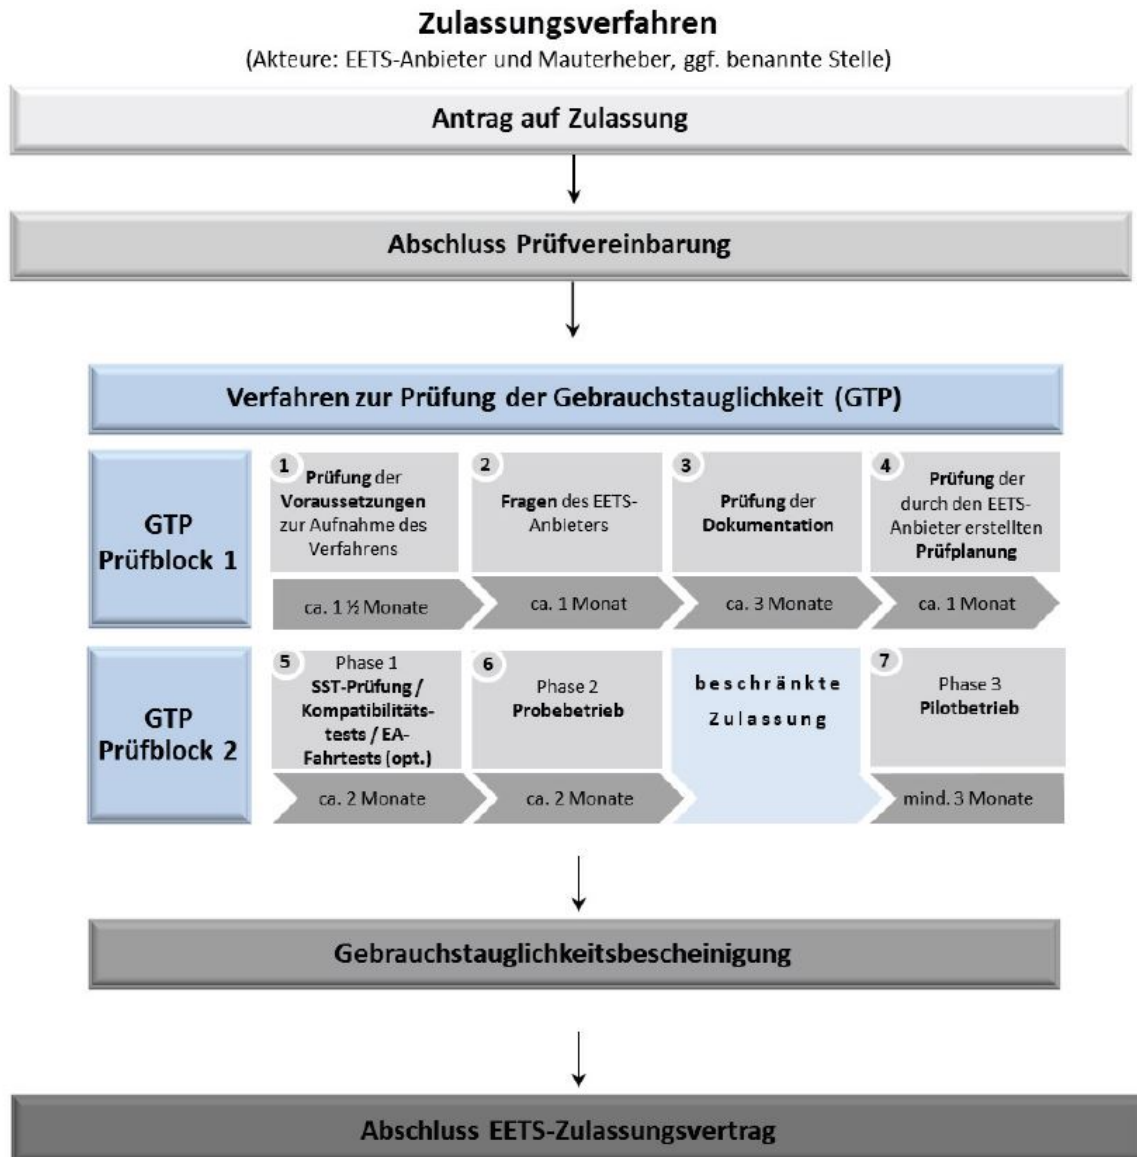 Zulassungsverfahren
(Akteure: EETS-Anbieter und Mauterheber, ggf. benannte Stelle)
Antrag auf Zulassung
Abschluss Prüfvereinbarung
Verfahren zur Prüfung der Gebrauchstauglichkeit (GTP)
GTP
Prüfblock 1
1
Prüfung der
Voraussetzungen
zur Aufnahme des
Verfahrens
ca. 1 ½ Monate
2
Fragen des EETS-
Anbieters
ca. 1 Monat
3
Prüfung der
Dokumentation
ca. 3 Monate
4
Prüfung der
durch den EETS-
Anbieter erstellten
Prüfplanung
ca. 1 Monat
GTP
Prüfblock 2
5
Phase 1
SST-Prüfung /
Kompatibilitäts-
tests / EA-
Fahrtests (opt.)
ca. 2 Monate
6
Phase 2
Probebetrieb
ca. 2 Monate
beschränkte
Zulassung
7
Phase 3
Pilotbetrieb
mind. 3 Monate
Gebrauchstauglichkeitsbescheinigung
Abschluss EETS-Zulassungsvertrag